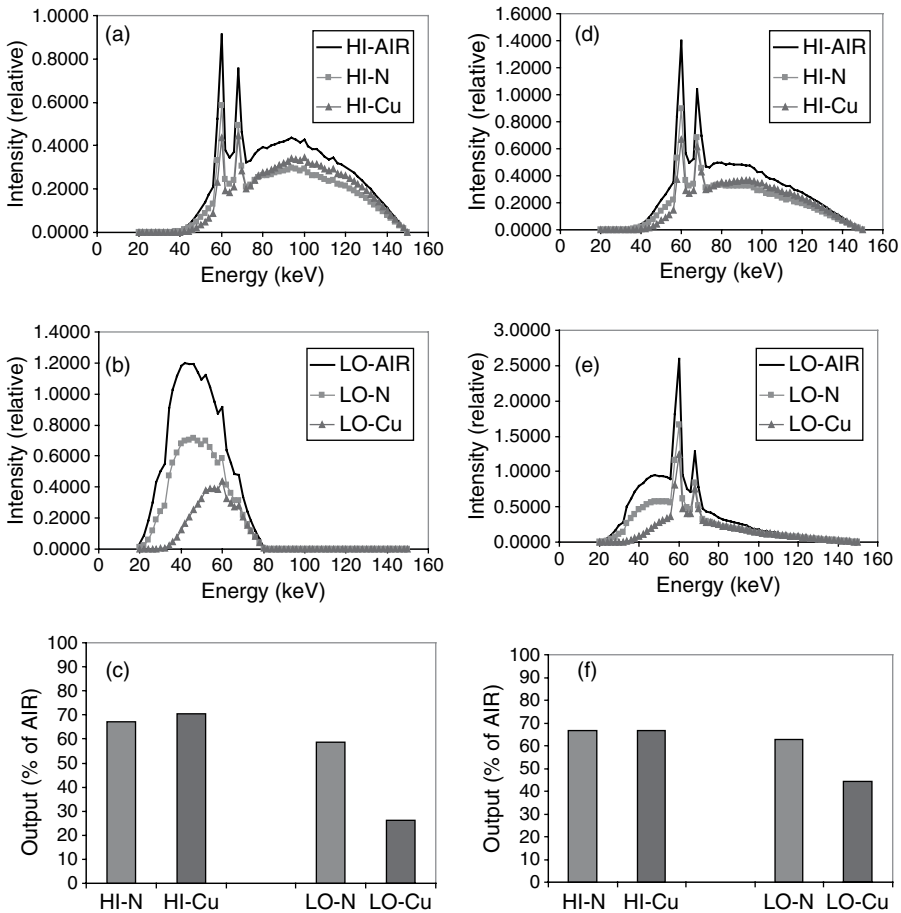 (a)
HI-AIR
HI-N
HI-Cu
Intensity (relative)
1.0000
0.8000
0.6000
0.4000
0.2000
0.0000
0 20 40 60 80 100 120 140 160
Energy (keV)
(d)
HI-AIR
HI-N
HI-Cu
Intensity (relative)
1.6000
1.4000
1.2000
1.0000
0.8000
0.6000
0.4000
0.2000
0.0000
0 20 40 60 80 100 120 140 160
Energy (keV)
(b)
LO-AIR
LO-N
LO-Cu
Intensity (relative)
1.4000
1.2000
1.0000
0.8000
0.6000
0.4000
0.2000
0.0000
0 20 40 60 80 100 120 140 160
Energy (keV)
(e)
LO-AIR
LO-N
LO-Cu
Intensity (relative)
3.0000
2.5000
2.0000
1.5000
1.0000
0.5000
0.0000
0 20 40 60 80 100 120 140 160
Energy (keV)
(c)
Output (% of AIR)
100
90
80
70
60
50
40
30
20
10
0
HI-N HI-Cu LO-N LO-Cu
(f)
Output (% of AIR)
100
90
80
70
60
50
40
30
20
10
0
HI-N HI-Cu LO-N LO-Cu